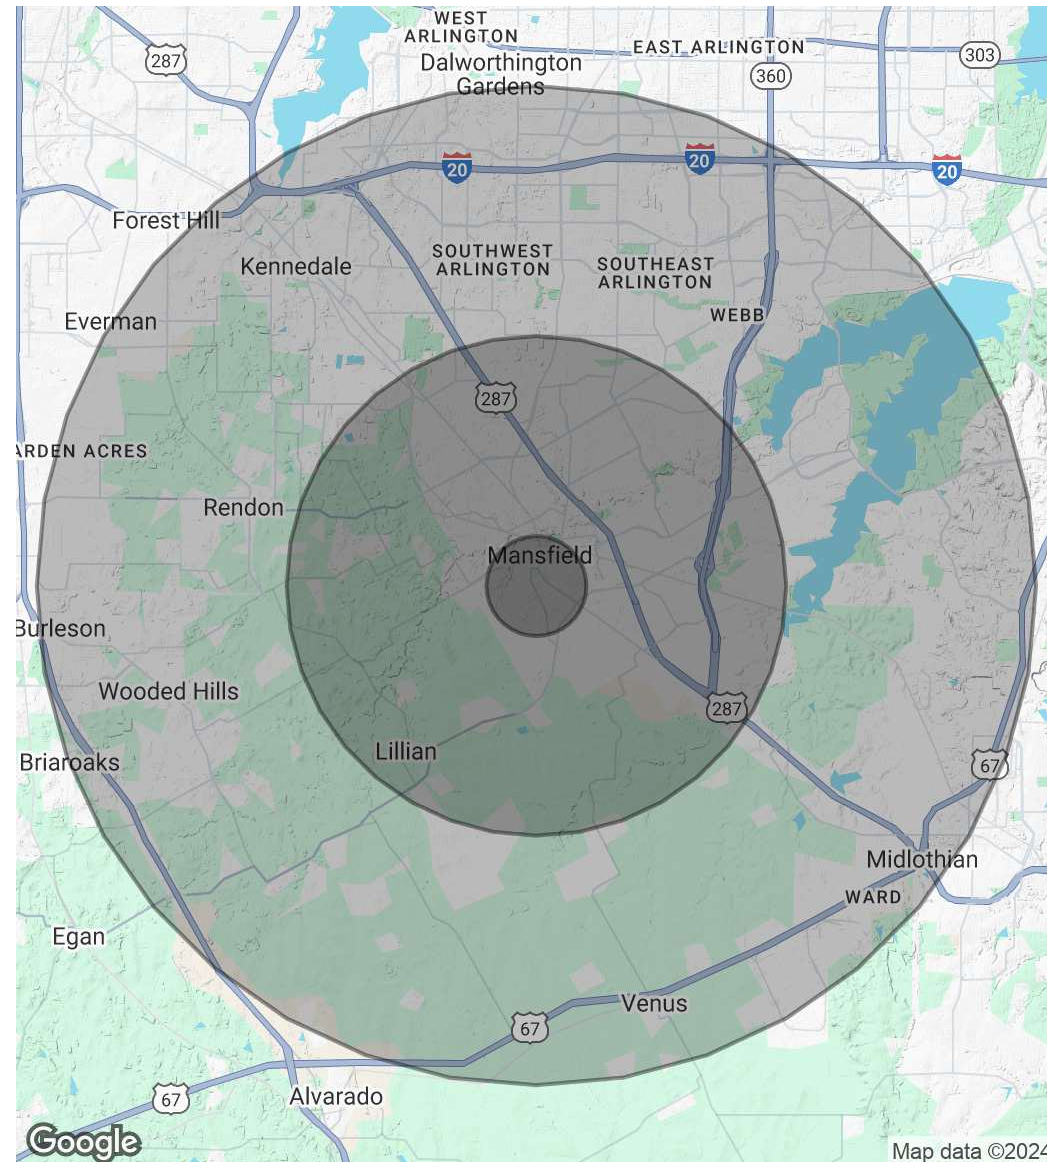 WEST
ARLINGTON
EAST ARLINGTON
287
303
Dalworthington
Gardens
360
20
20
20
Forest Hill
SOUTHWEST
ARLINGTON
Kennedale
SOUTHEAST
ARLINGTON
WEBB
Everman
287
ARDEN ACRES
Rendon
Mansfield
Burleson
Wooded Hills
287
Lillian
Briaroaks
67
Midlothian
WARD
Egan
Venus
67
Alvarado
67
Google
Map data ©2024